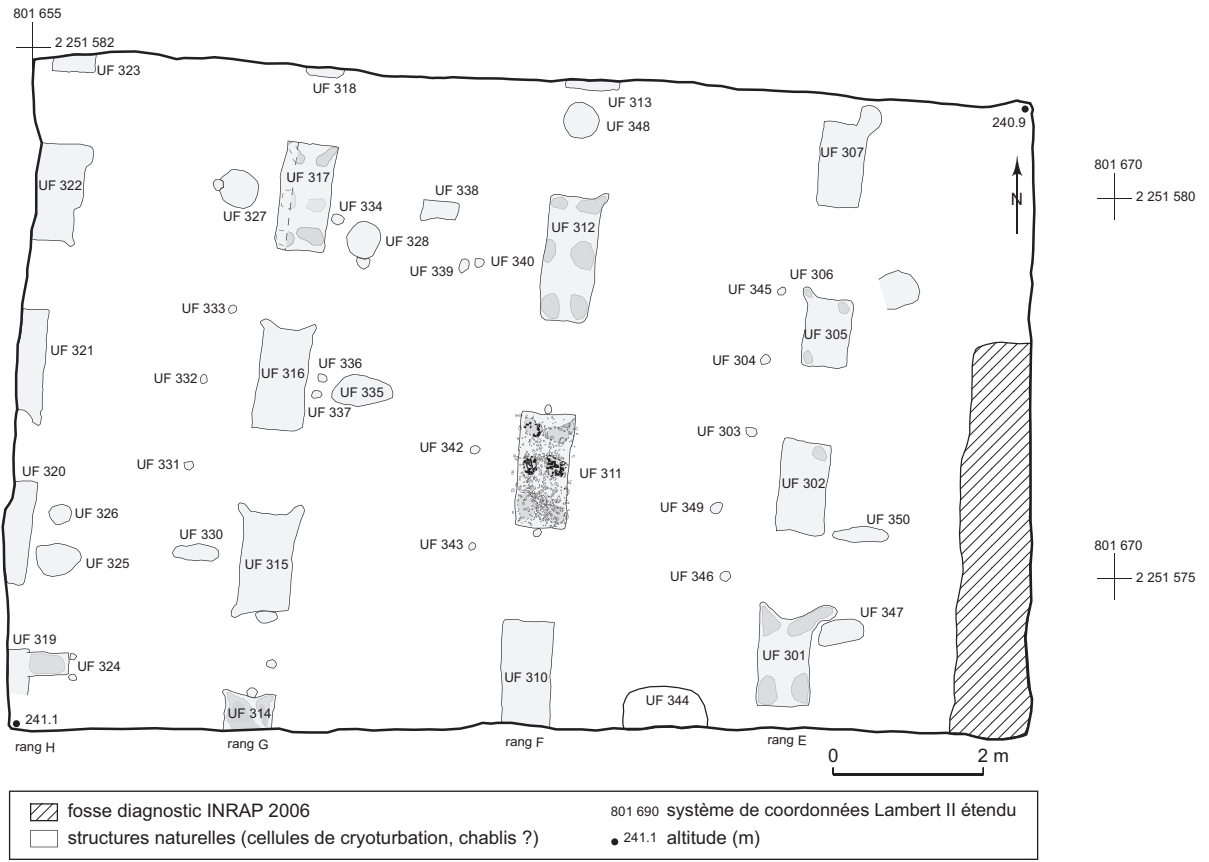 801 655
2 251 582
UF 323
UF 318
UF 313
UF 348
240.9
UF 307
801 670
2 251 580
N
UF 322
UF 317
UF 327
UF 334
UF 338
UF 328
UF 312
UF 339
UF 340
UF 345
UF 306
UF 333
UF 305
UF 321
UF 316
UF 336
UF 332
UF 335
UF 337
UF 304
UF 303
UF 342
UF 331
UF 311
UF 320
UF 302
UF 326
UF 349
UF 350
UF 330
UF 325
UF 315
UF 343
801 670
2 251 575
UF 346
UF 319
UF 347
UF 324
UF 301
UF 310
UF 344
UF 314
241.1
rang H
rang G
rang F
rang E
0 2 m
fosse diagnostic INRAP 2006
structures naturelles (cellules de cryoturbation, chablis ?)
801 690 système de coordonnées Lambert II étendu
241.1 altitude (m)